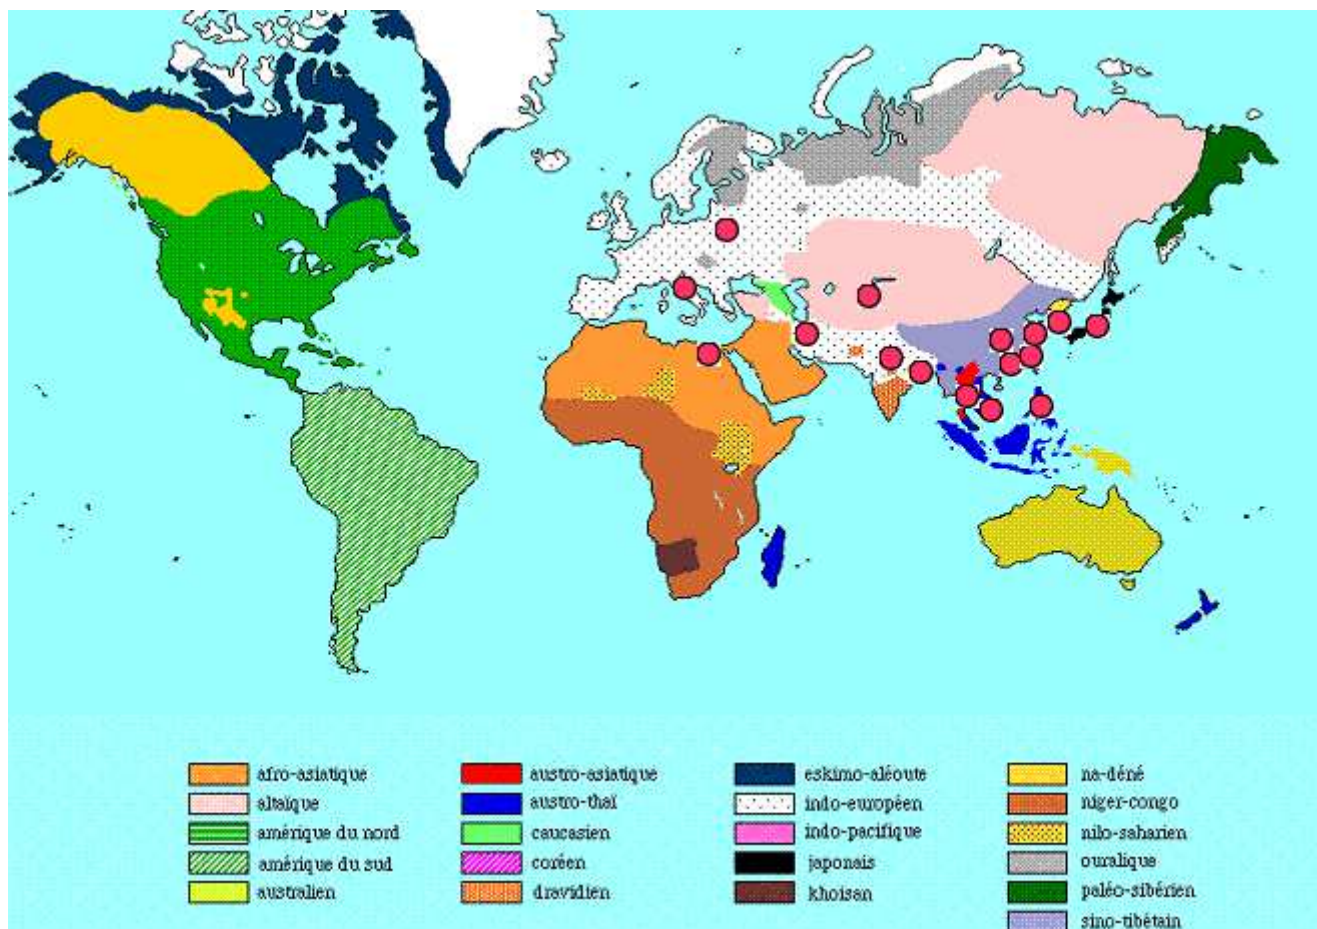 afro-asiatique
altaïque
amérique du nord
amérique du sud
australien
austro-asiatique
austro-thaï
caucasien
coréen
dravidien
eskimo-aléoute
indo-européen
indo-pacifique
japonais
khoisan
na-déné
niger-congo
nilo-saharien
ouralique
paléo-sibérien
sino-tibétain